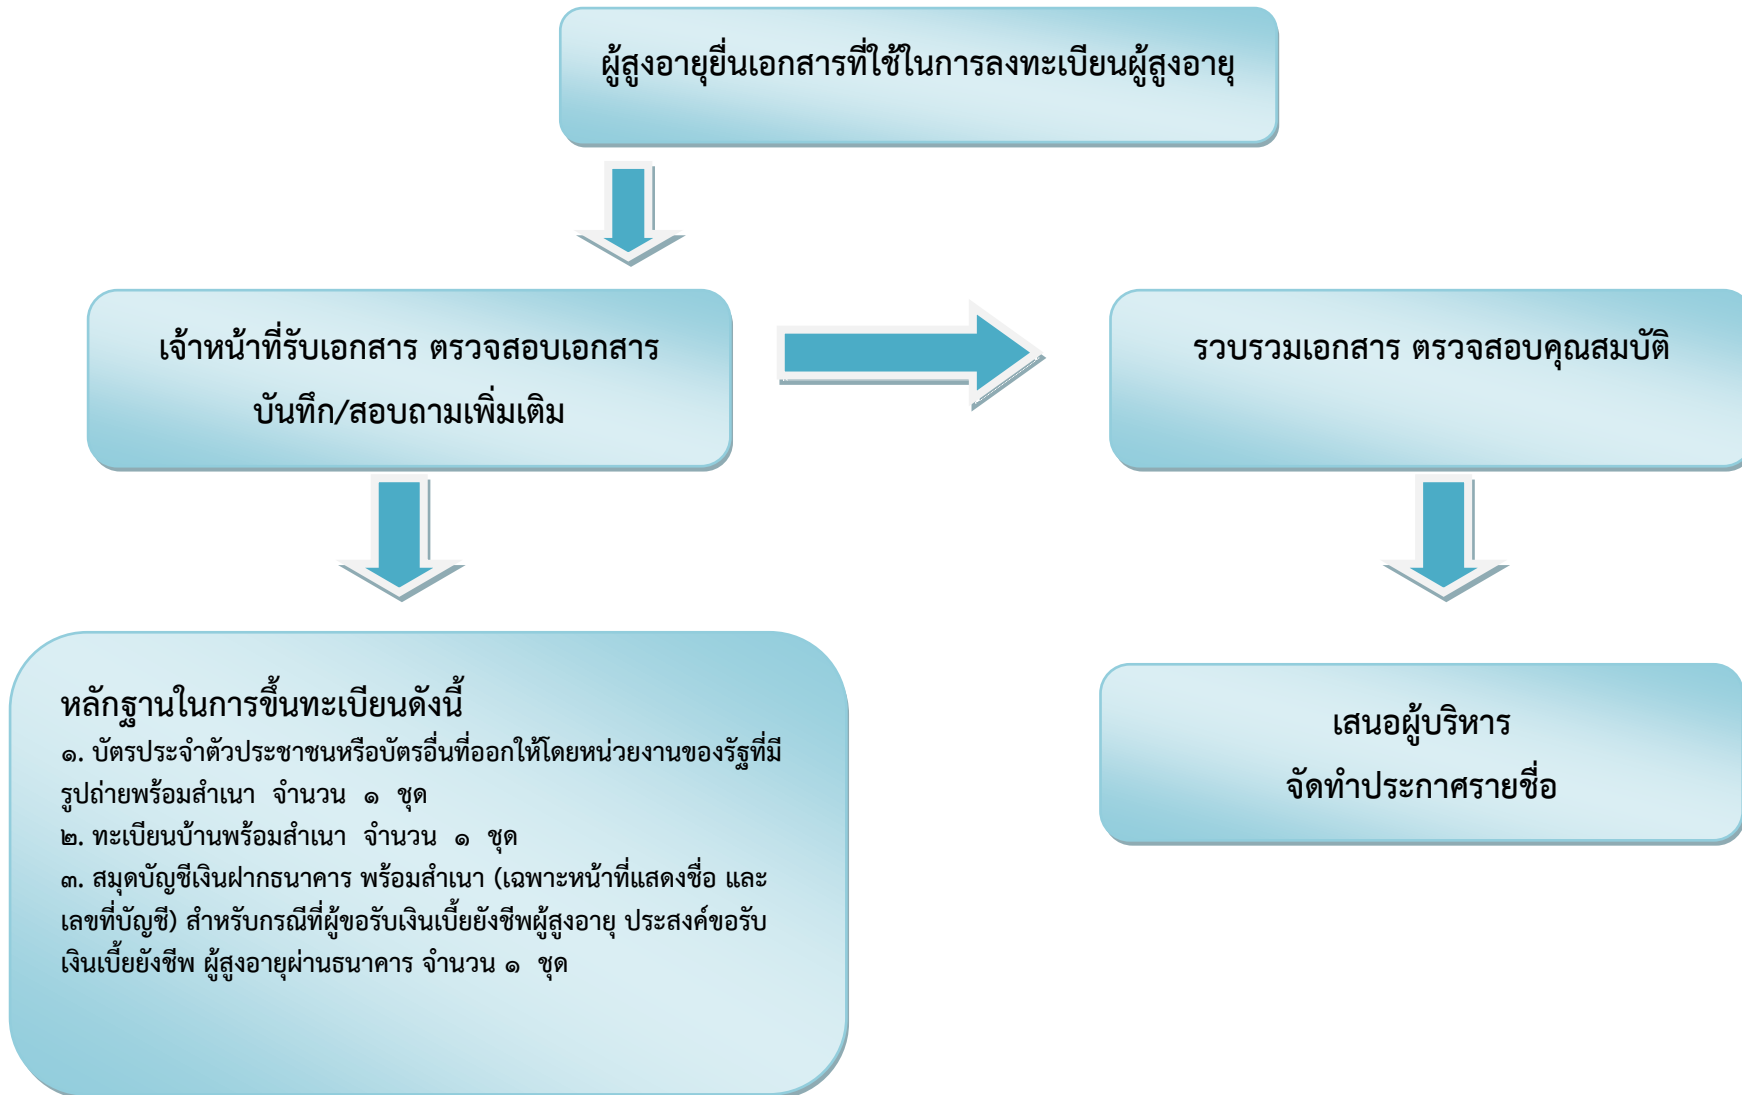 ผู้สูงอายุยื่นเอกสารที่ใช้ในการลงทะเบียนผู้สูงอายุ
เจ้าหน้าที่รับเอกสาร ตรวจสอบเอกสาร
บันทึก/สอบถามเพิ่มเติม
รวบรวมเอกสาร ตรวจสอบคุณสมบัติ
หลักฐานในการขึ้นทะเบียนดังนี้
๑. บัตรประจำตัวประชาชนหรือบัตรอื่นที่ออกให้โดยหน่วยงานของรัฐที่มี
รูปถ่ายพร้อมสำเนา จำนวน ๑ ชุด
๒. ทะเบียนบ้านพร้อมสำเนา จำนวน ๑ ชุด
๓. สมุดบัญชีเงินฝากธนาคาร พร้อมสำเนา (เฉพาะหน้าที่แสดงชื่อ และ
เลขที่บัญชี) สำหรับกรณีที่ผู้ขอรับเงินเบี้ยยังชีพผู้สูงอายุ ประสงค์ขอรับ
เงินเบี้ยยังชีพ ผู้สูงอายุผ่านธนาคาร จำนวน ๑ ชุด
เสนอผู้บริหาร
จัดทำประกาศรายชื่อ